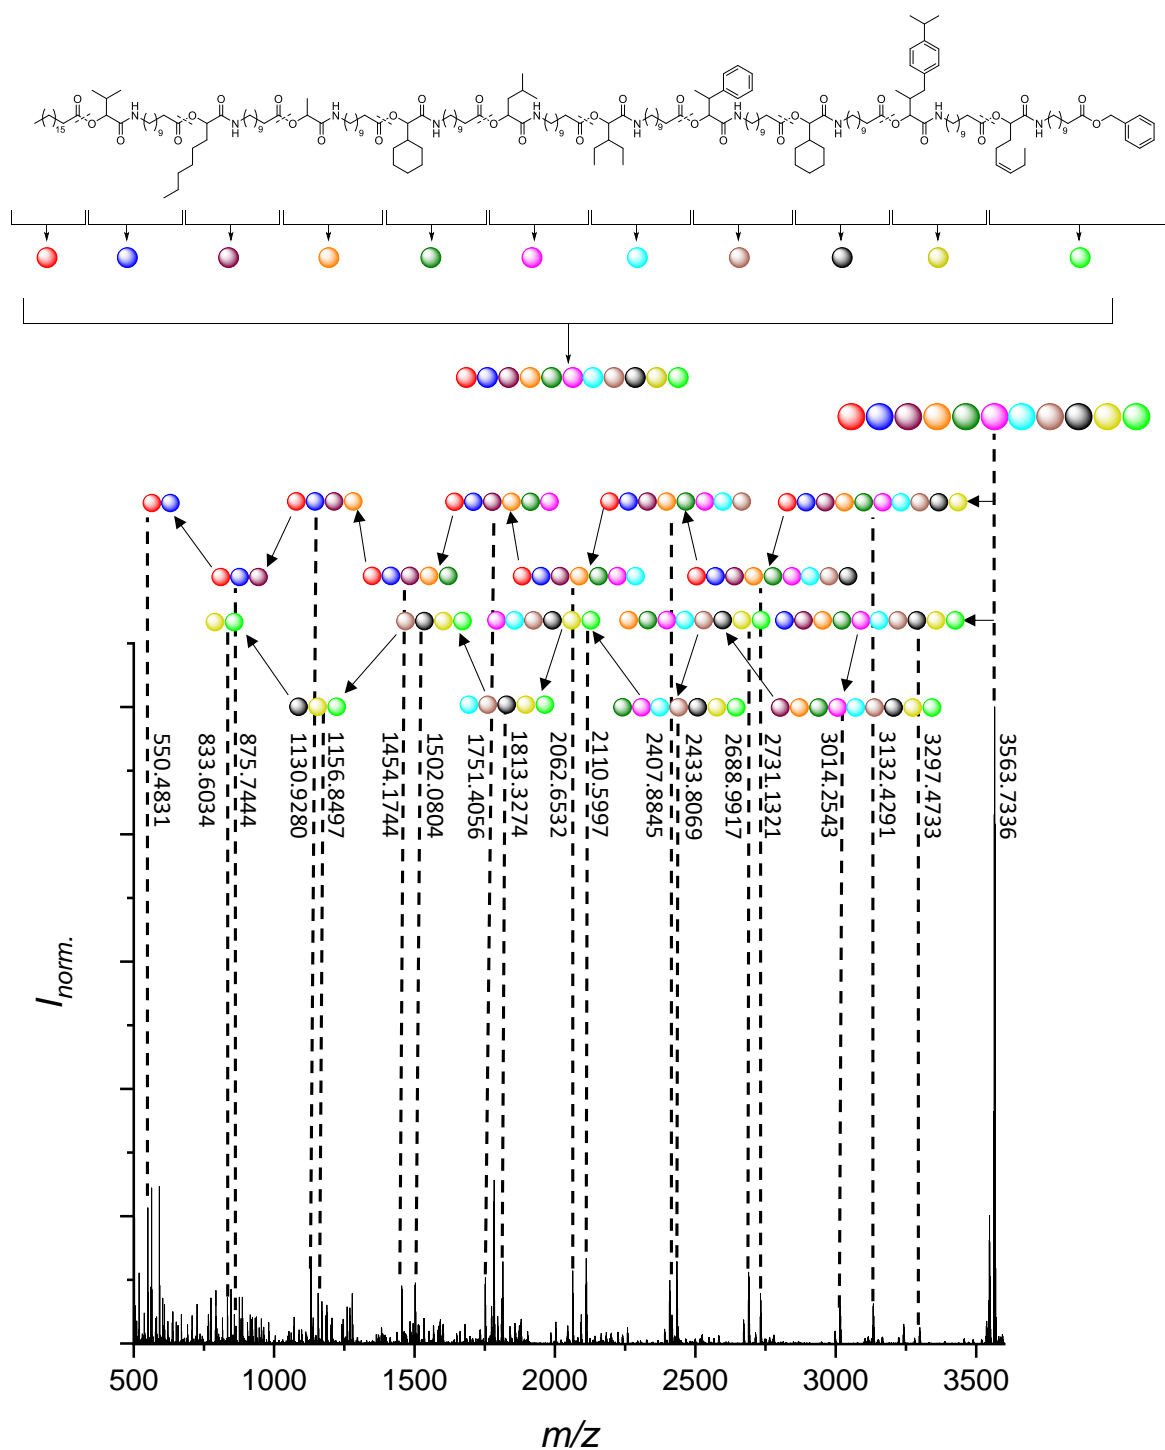 O O O O O O O O O O O
H H H H H
N N N N N
O O O O O O O O O O O
N N N N N
H H H H H
15 9 9 9 9 9 9 9 9 9 9
O O O O O O O O O O
550.4831
833.6034
875.7444
1130.9280
1156.8497
1454.1744
1502.0804
1751.4056
1813.3274
2062.6532
2110.5997
2407.8845
2433.8069
2688.9917
2731.1321
3014.2543
3132.4291
3297.4733
3563.7336
I norm.
500 1000 1500 2000 2500 3000 3500
m/z